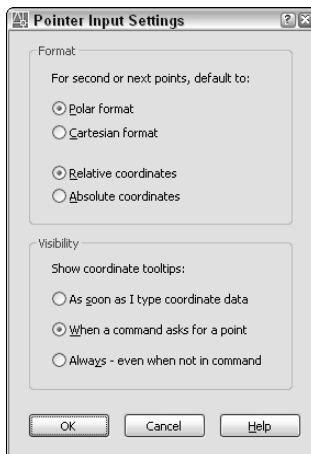 Pointer Input Settings
Format
For second or next points, default to:
Polar format
Cartesian format
Relative coordinates
Absolute coordinates
Visibility
Show coordinate tooltips:
As soon as I type coordinate data
When a command asks for a point
Always - even when not in command
OK
Cancel
Help